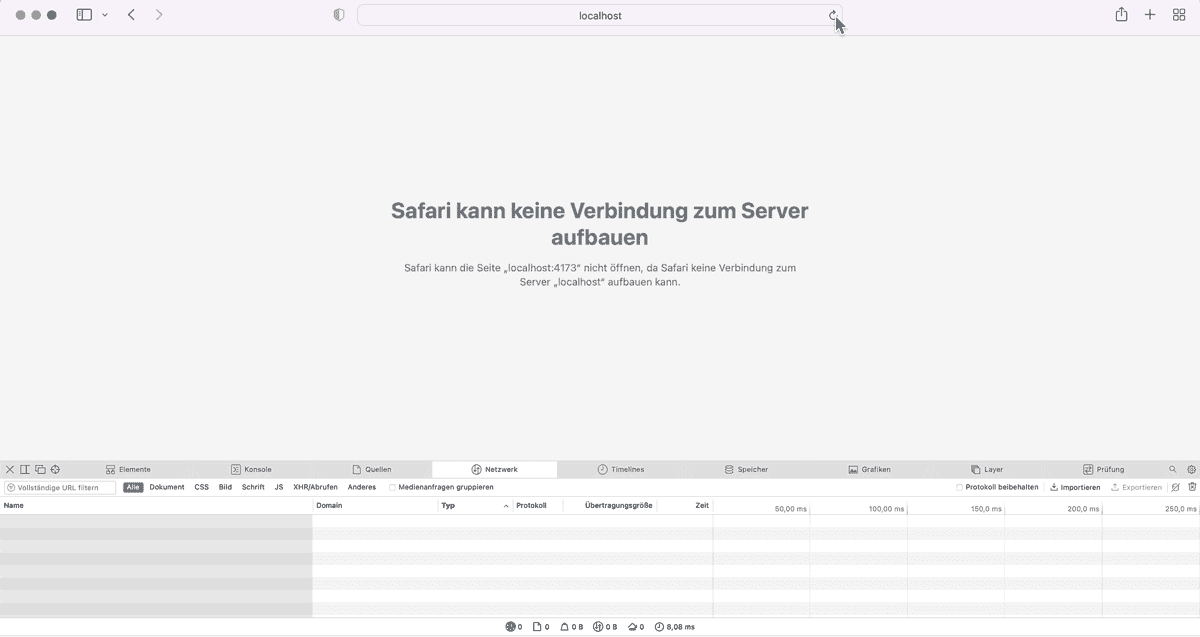 localhost
Safari kann keine Verbindung zum Server
aufbauen
Safari kann die Seite „localhost:4173“ nicht öffnen, da Safari keine Verbindung zum
Server „localhost“ aufbauen kann.
Elemente Konsole Quellen Netzwerk Timelines Speicher Grafiken Layer Prüfung
Vollständige URL filtern Alle Dokument CSS Bild Schrift JS XHR/Abrufen Anderes Medienanfragen gruppieren Protokoll beibehalten Importieren Exportieren
Name Domain Typ Protokoll Übertragungsgröße Zeit 50,00 ms 100,00 ms 150,0 ms 200,0 ms 250,0 ms
0 0 0 B 0 B 0 8,08 ms